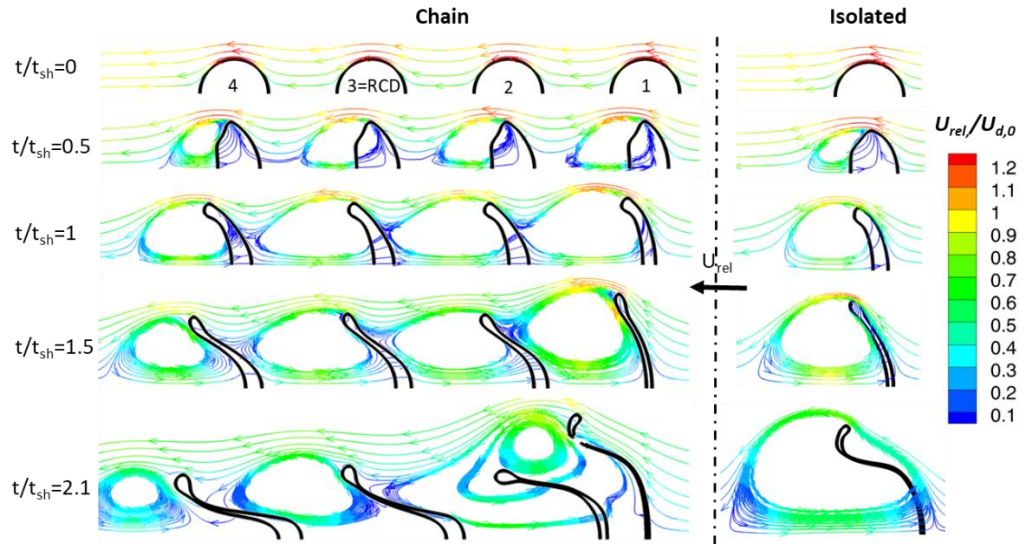 Chain
Isolated
t/tsh=0
4
3=RCD
2
1
t/tsh=0.5
t/tsh=1
t/tsh=1.5
t/tsh=2.1
Urel
Urel,/Ud,0
1.2
1.1
1
0.9
0.8
0.7
0.6
0.5
0.4
0.3
0.2
0.1